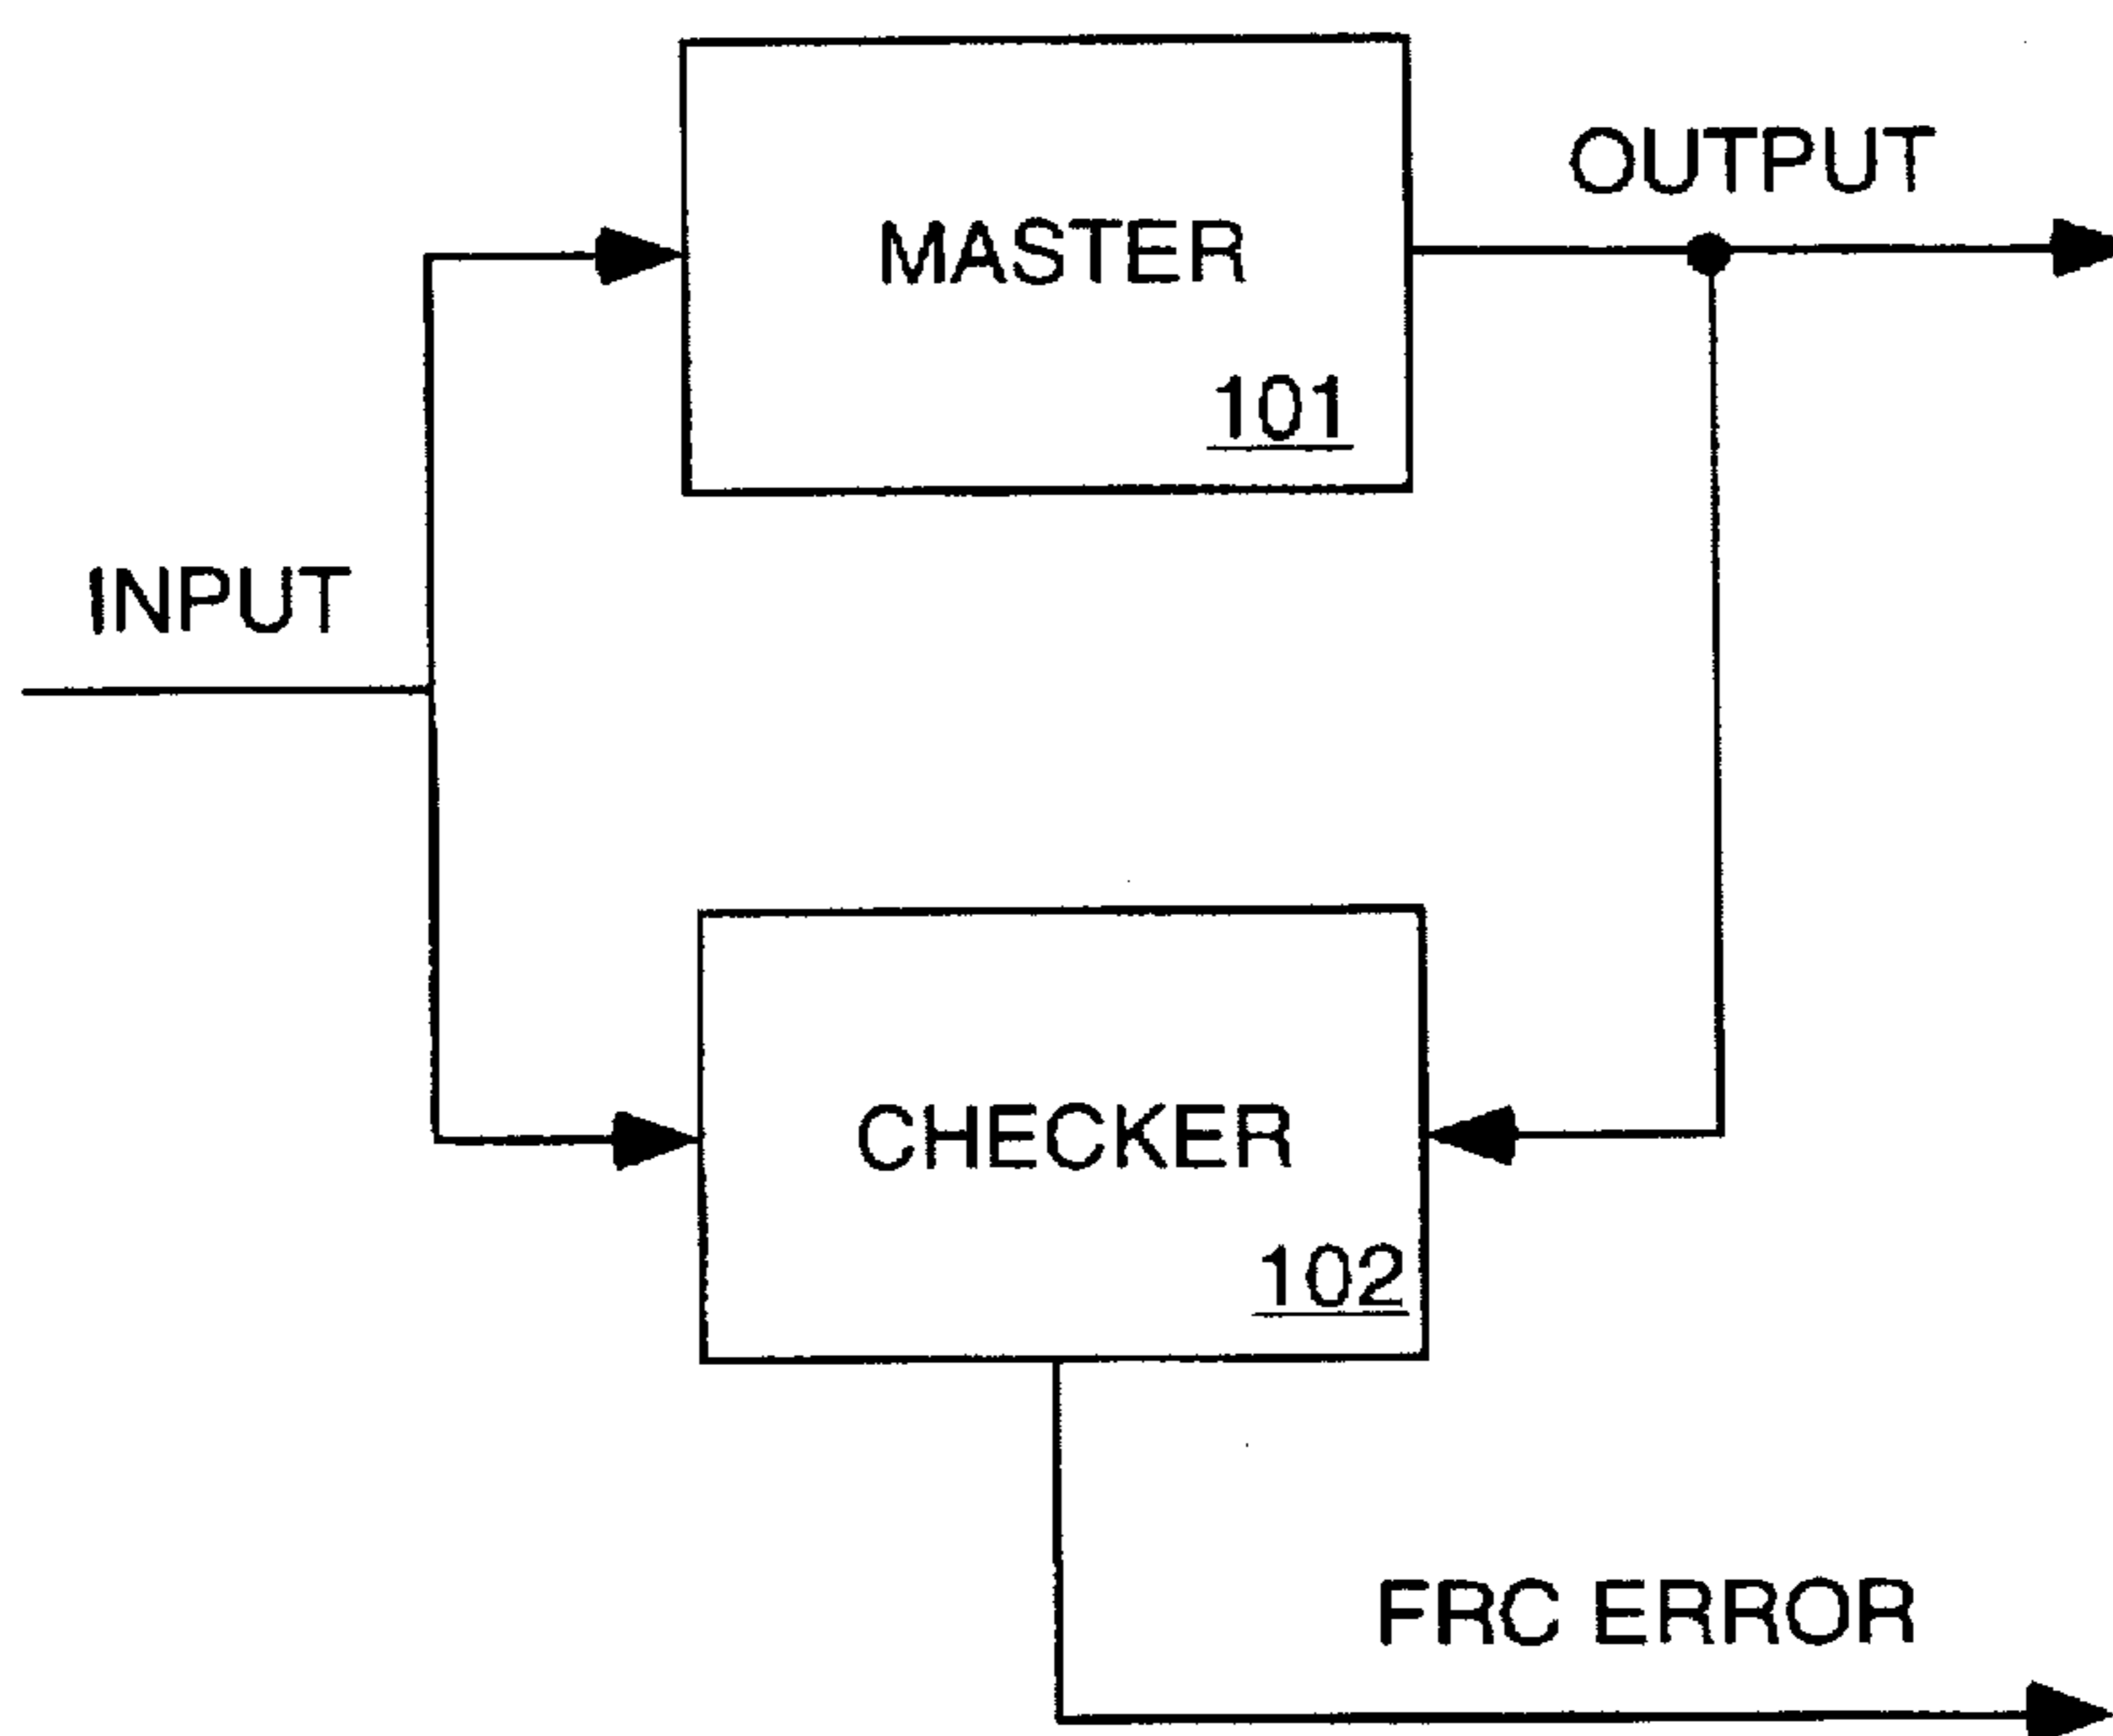 OUTPUT
MASTER
101
INPUT
CHECKER
102
FRC ERROR